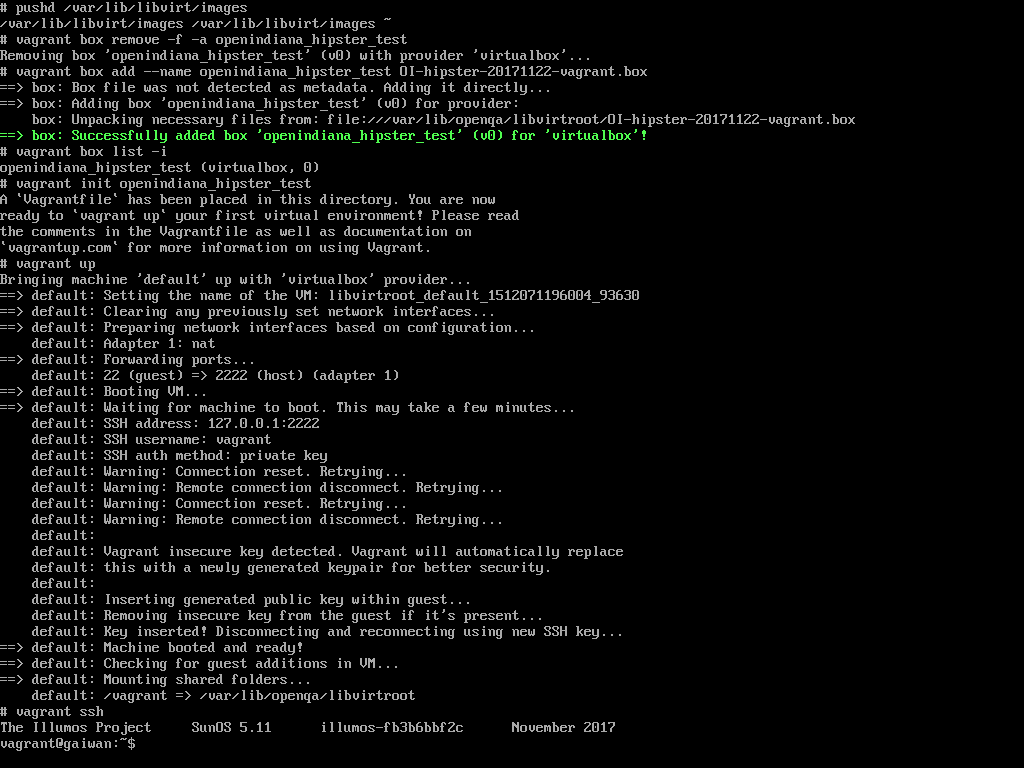 # pushd /var/lib/libvirt/images
/var/lib/libvirt/images /var/lib/libvirt/images ~
# vagrant box remove -f -a openindiana_hipster_test
Removing box 'openindiana_hipster_test' (v0) with provider 'virtualbox'...
# vagrant box add --name openindiana_hipster_test OI-hipster-20171122-vagrant.box
==> box: Box file was not detected as metadata. Adding it directly...
==> box: Adding box 'openindiana_hipster_test' (v0) for provider:
    box: Unpacking necessary files from: file:///var/lib/openqa/libvirtroot/OI-hipster-20171122-vagrant.box
==> box: Successfully added box 'openindiana_hipster_test' (v0) for 'virtualbox'!
# vagrant box list -i
openindiana_hipster_test (virtualbox, 0)
# vagrant init openindiana_hipster_test
A `Vagrantfile` has been placed in this directory. You are now
ready to `vagrant up` your first virtual environment! Please read
the comments in the Vagrantfile as well as documentation on
`vagrantup.com` for more information on using Vagrant.
# vagrant up
Bringing machine 'default' up with 'virtualbox' provider...
==> default: Setting the name of the VM: libvirtroot_default_1512071196004_93630
==> default: Clearing any previously set network interfaces...
==> default: Preparing network interfaces based on configuration...
    default: Adapter 1: nat
==> default: Forwarding ports...
    default: 22 (guest) => 2222 (host) (adapter 1)
==> default: Booting VM...
==> default: Waiting for machine to boot. This may take a few minutes...
    default: SSH address: 127.0.0.1:2222
    default: SSH username: vagrant
    default: SSH auth method: private key
    default: Warning: Connection reset. Retrying...
    default: Warning: Remote connection disconnect. Retrying...
    default: Warning: Connection reset. Retrying...
    default: Warning: Remote connection disconnect. Retrying...
    default:
    default: Vagrant insecure key detected. Vagrant will automatically replace
    default: this with a newly generated keypair for better security.
    default:
    default: Inserting generated public key within guest...
    default: Removing insecure key from the guest if it's present...
    default: Key inserted! Disconnecting and reconnecting using new SSH key...
==> default: Machine booted and ready!
==> default: Checking for guest additions in VM...
==> default: Mounting shared folders...
    default: /vagrant => /var/lib/openqa/libvirtroot
# vagrant ssh
The Illumos Project     SunOS 5.11      illumos-fb3b6bbf2c      November 2017
vagrant@gaiwan:~$